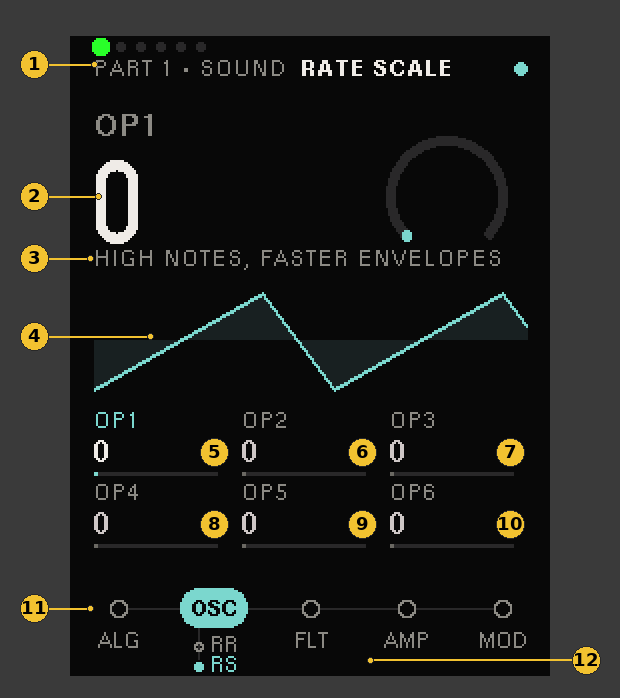 1 PART 1 · SOUND RATE SCALE
OP1
2 0
3 HIGH NOTES, FASTER ENVELOPES
4
OP1 OP2 OP3
0 5 0 6 0 7
OP4 OP5 OP6
0 8 0 9 0 10
11 OSC
ALG RR FLT AMP MOD
RS 12